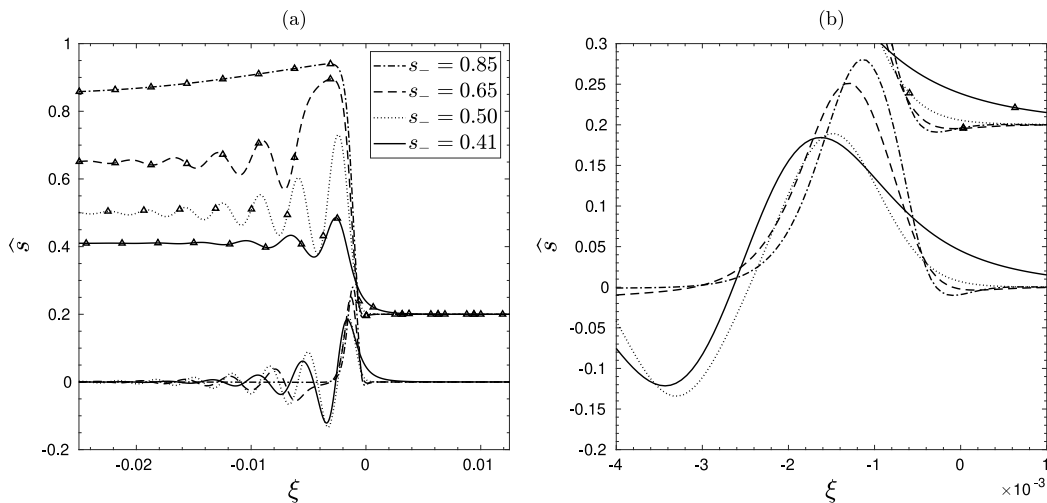 (a)
1
0.8
0.6
0.4
0.2
0
-0.2
ŝ
-0.02
-0.01
0
0.01
ξ
s₋ = 0.85
s₋ = 0.65
s₋ = 0.50
s₋ = 0.41
(b)
0.3
0.25
0.2
0.15
0.1
0.05
0
-0.05
-0.1
-0.15
-0.2
ŝ
-4
-3
-2
-1
0
1
×10⁻³
ξ